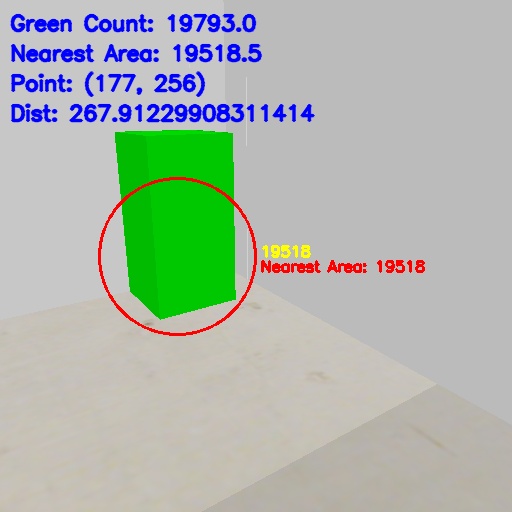 Green Count: 19793.0
Nearest Area: 19518.5
Point: (177, 256)
Dist: 267.91229908311414
19518
Nearest Area: 19518